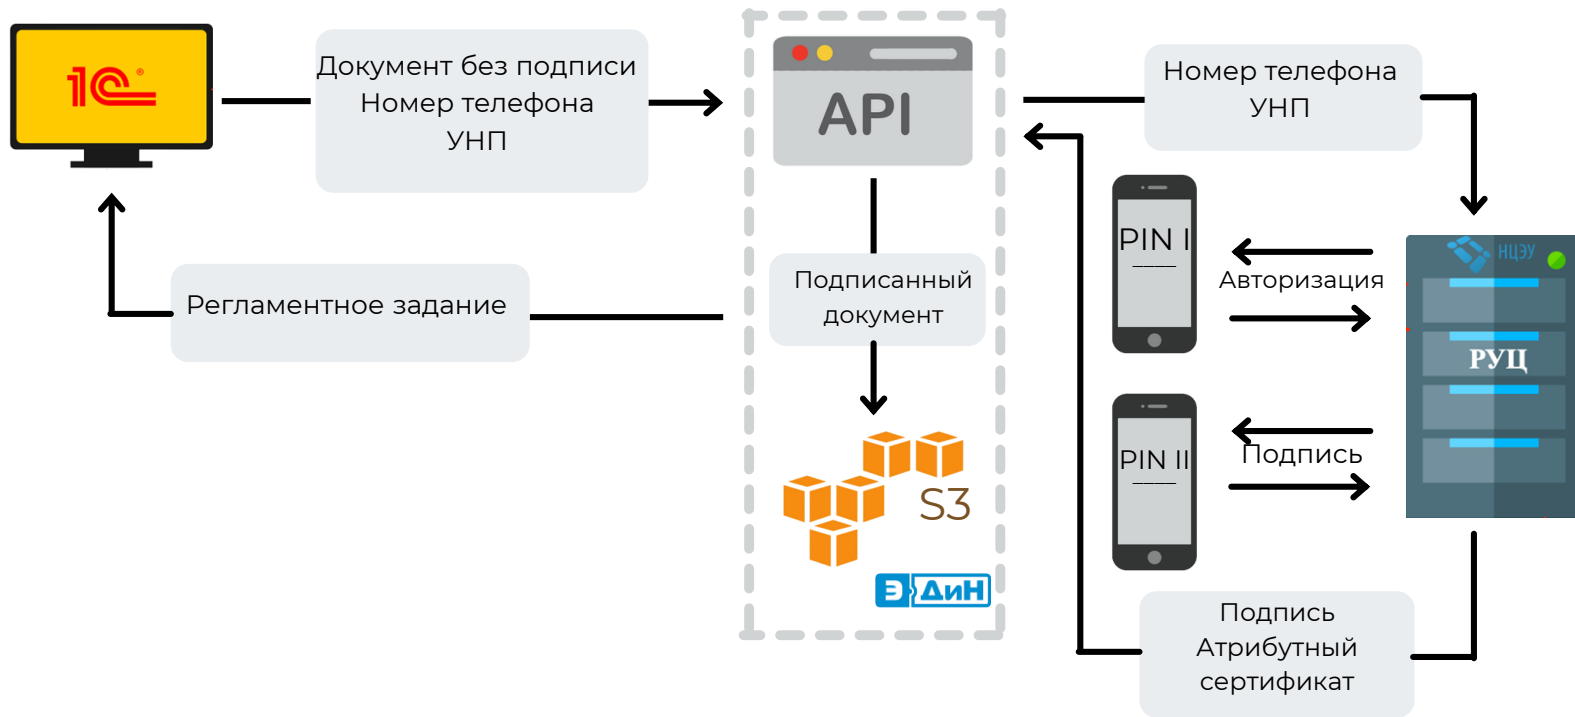 1С
Документ без подписи
Номер телефона
УНП
API
Номер телефона
УНП
PIN I
Авторизация
НЦЭУ
РУЦ
Регламентное задание
Подписанный
документ
PIN II
Подпись
S3
ЭДиН
Подпись
Атрибутный
сертификат